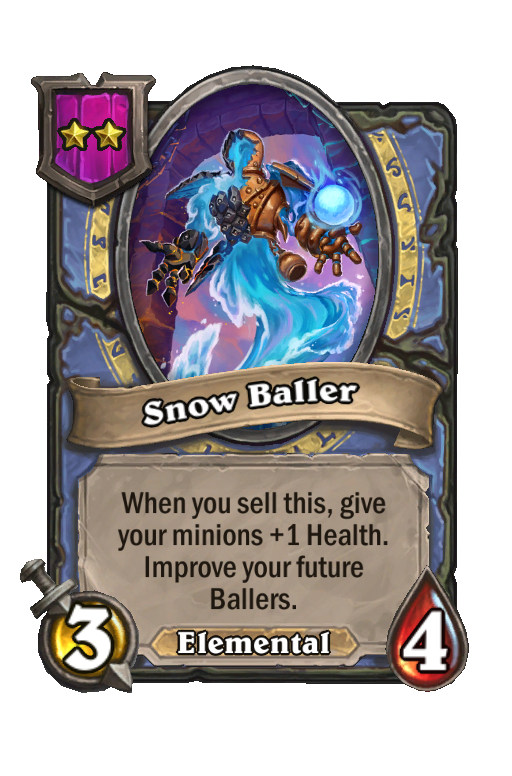 Snow Baller
When you sell this, give
your minions +1 Health.
Improve your future
Ballers.
3
Elemental
4